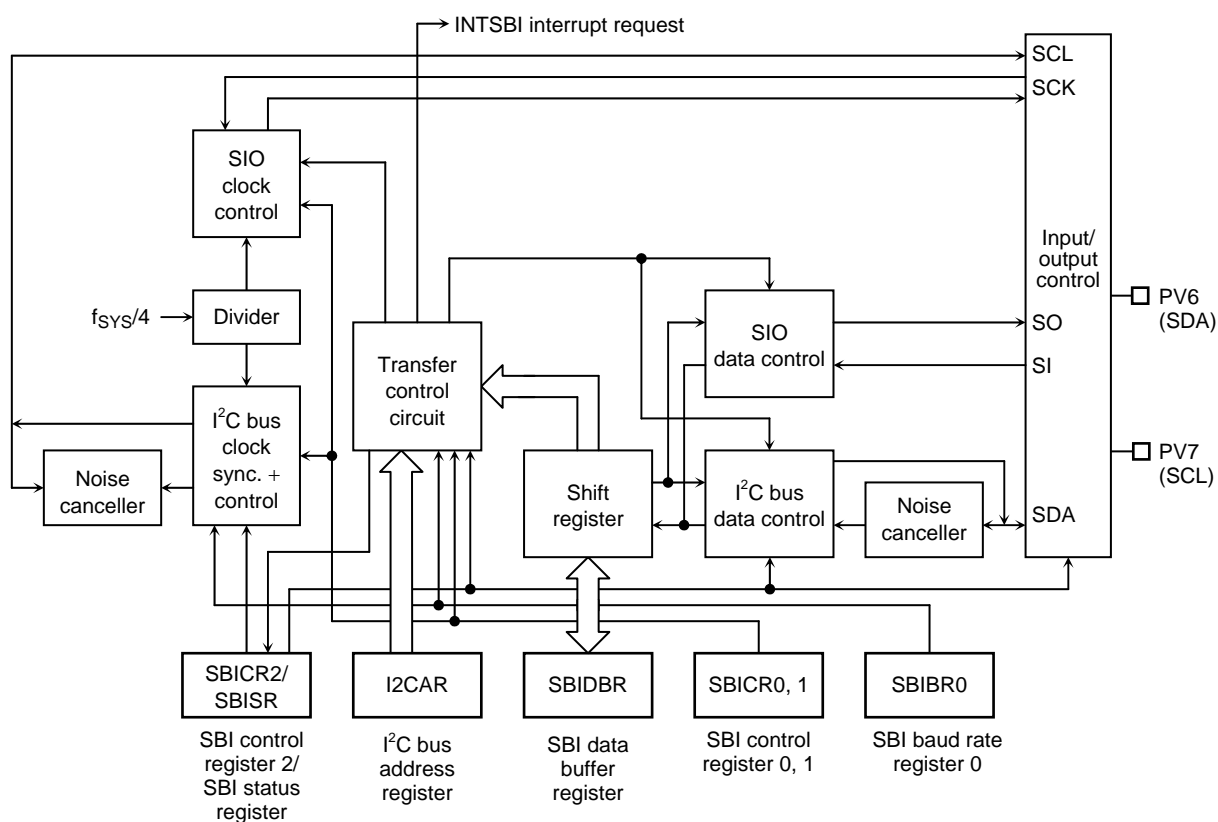 INTSBI interrupt request
SCL
SCK
SIO
clock
control
Input/
output
control
PV6
(SDA)
fSYS/4
Divider
SIO
data control
SO
SI
Transfer
control
circuit
I2C bus
clock
sync. +
control
Noise
canceller
PV7
(SCL)
Shift
register
I2C bus
data control
Noise
canceller
SDA
SBICR2/
SBISR
I2CAR
SBIDBR
SBICR0, 1
SBIBR0
SBI control
register 2/
SBI status
register
I2C bus
address
register
SBI data
buffer
register
SBI control
register 0, 1
SBI baud rate
register 0